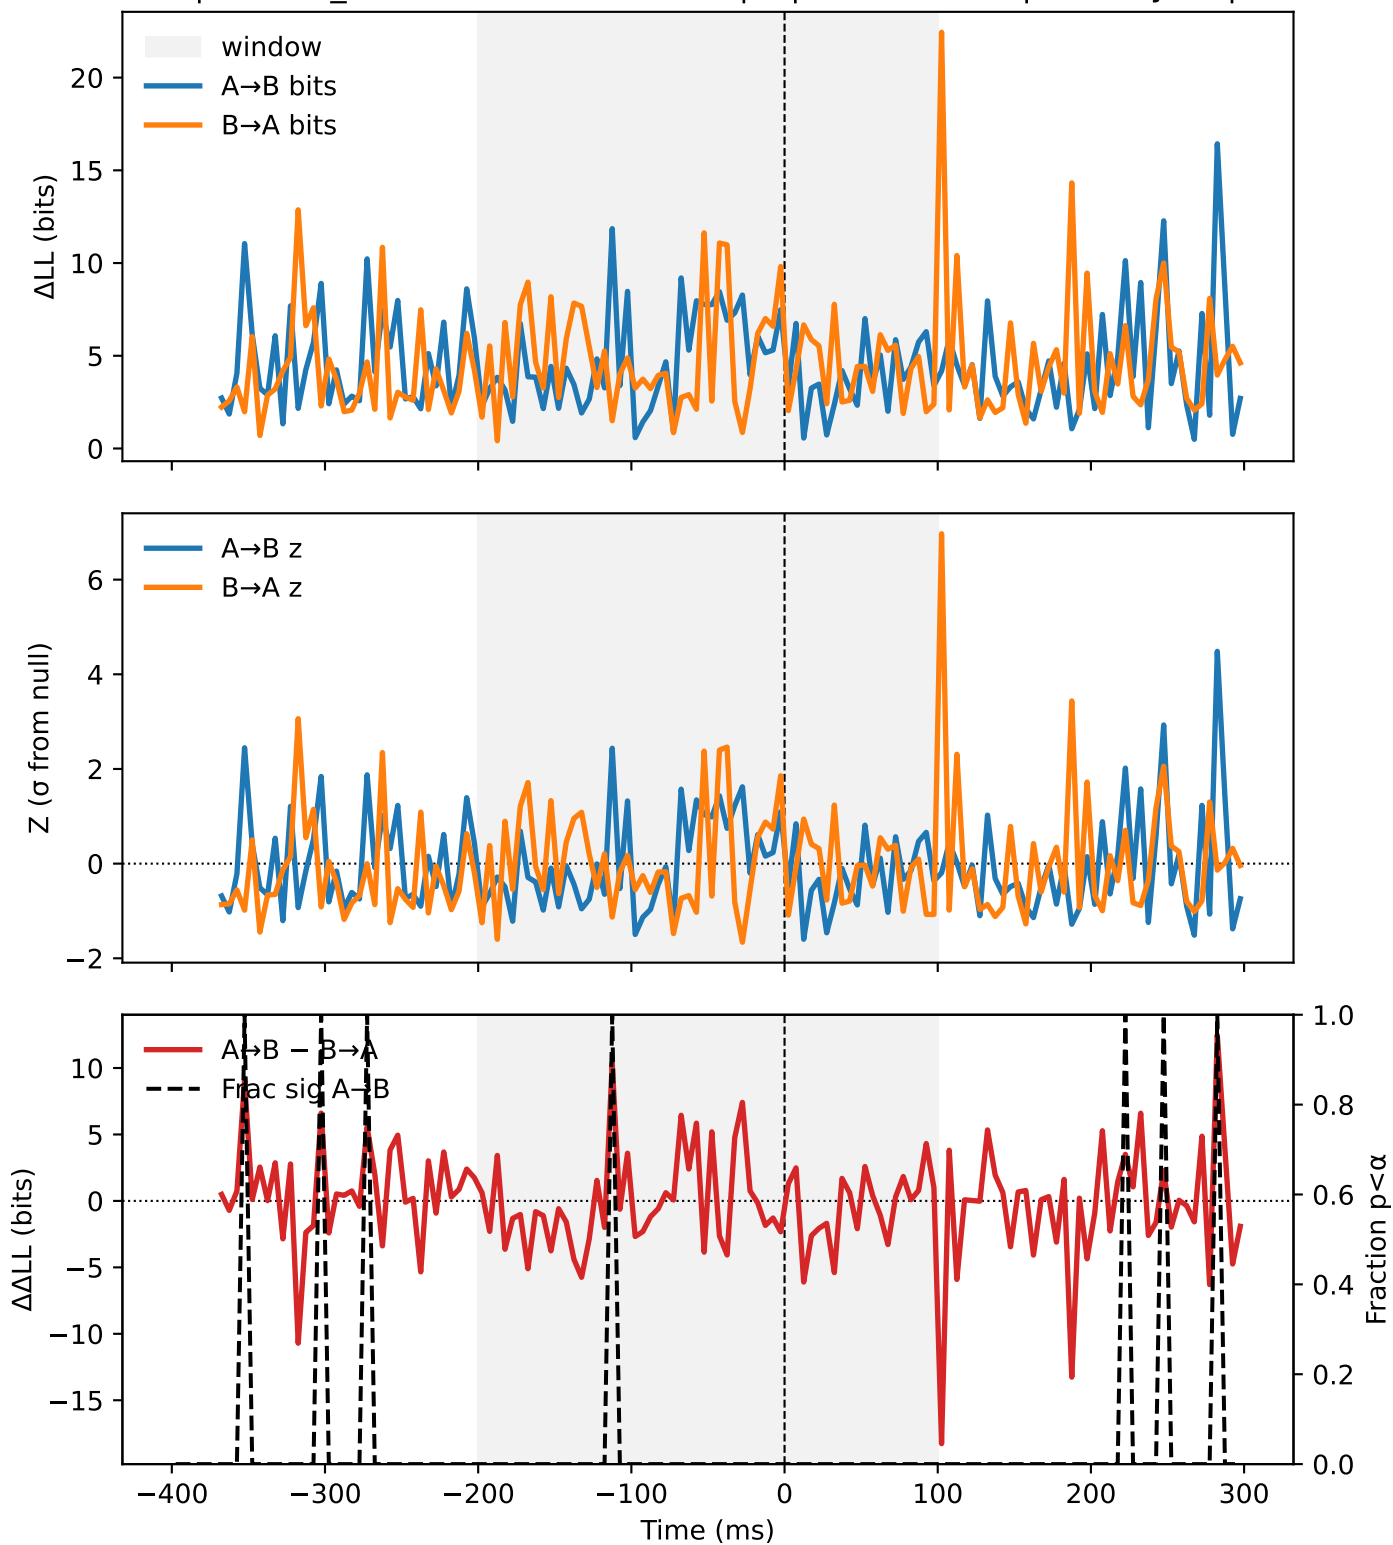 window
A→B bits
B→A bits
ΔLL (bits)
20
15
10
5
0
A→B z
B→A z
Z (σ from null)
6
4
2
0
−2
A→B − B→A
Frac sig A→B
ΔΔLL (bits)
10
5
0
−5
−10
−15
1.0
0.8
0.6
0.4
0.2
0.0
Fraction p<α
−400
−300
−200
−100
0
100
200
300
Time (ms)